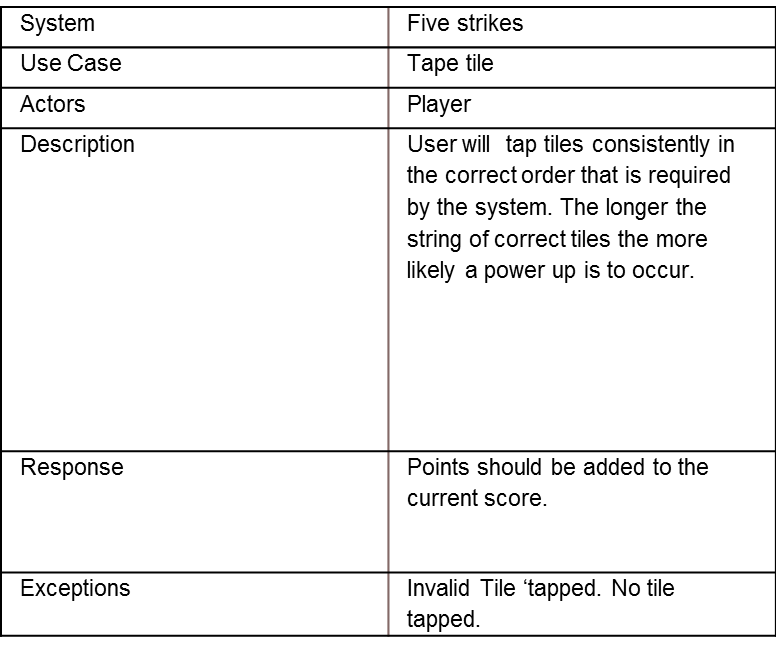 System
Five strikes
Use Case
Tape tile
Actors
Player
Description
User will tap tiles consistently in
the correct order that is required
by the system. The longer the
string of correct tiles the more
likely a power up is to occur.
Response
Points should be added to the
current score.
Exceptions
Invalid Tile ‘tapped. No tile
tapped.